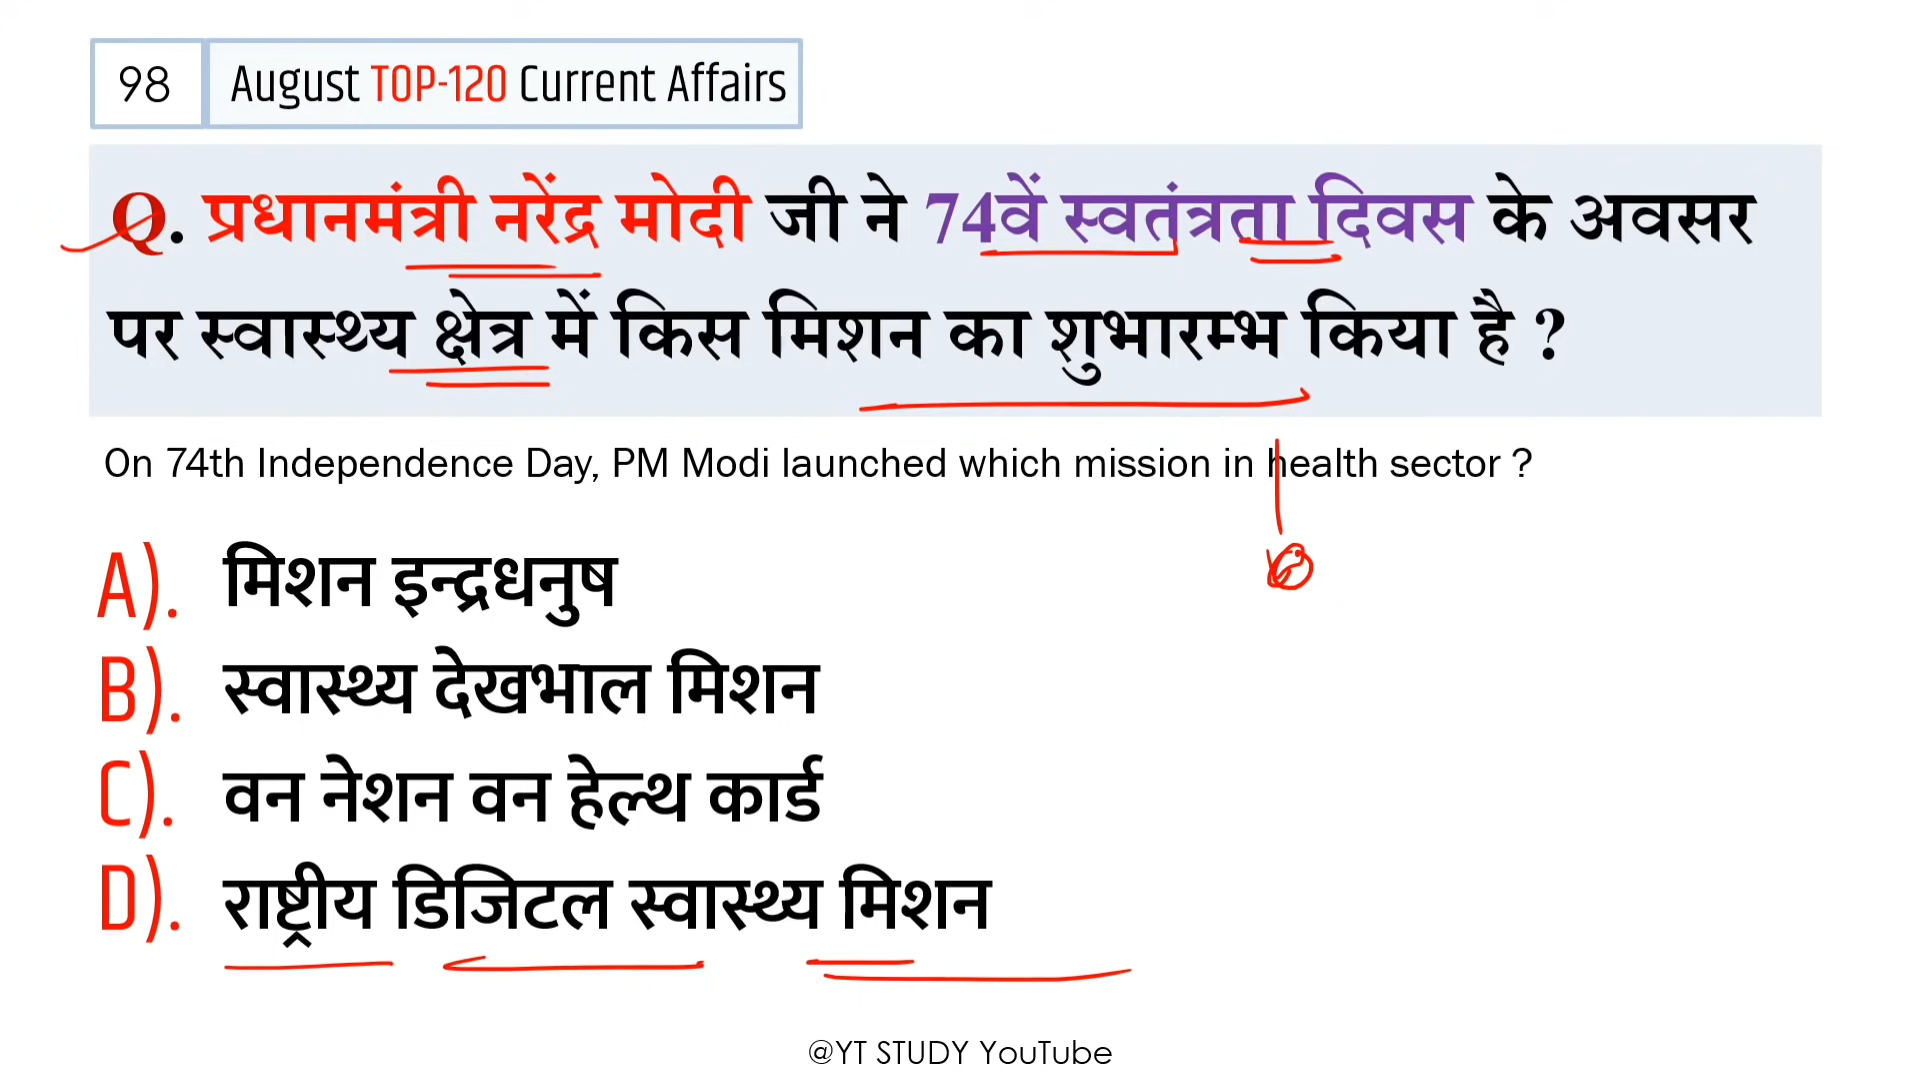 98 August TOP-120 Current Affairs
Q. प्रधानमंत्री नरेंद्र मोदी जी ने 74वें स्वतंत्रता दिवस के अवसर
पर स्वास्थ्य क्षेत्र में किस मिशन का शुभारम्भ किया है ?
On 74th Independence Day, PM Modi launched which mission in health sector ?
A). मिशन इन्द्रधनुष
B). स्वास्थ्य देखभाल मिशन
C). वन नेशन वन हेल्थ कार्ड
D). राष्ट्रीय डिजिटल स्वास्थ्य मिशन
@YT STUDY YouTube